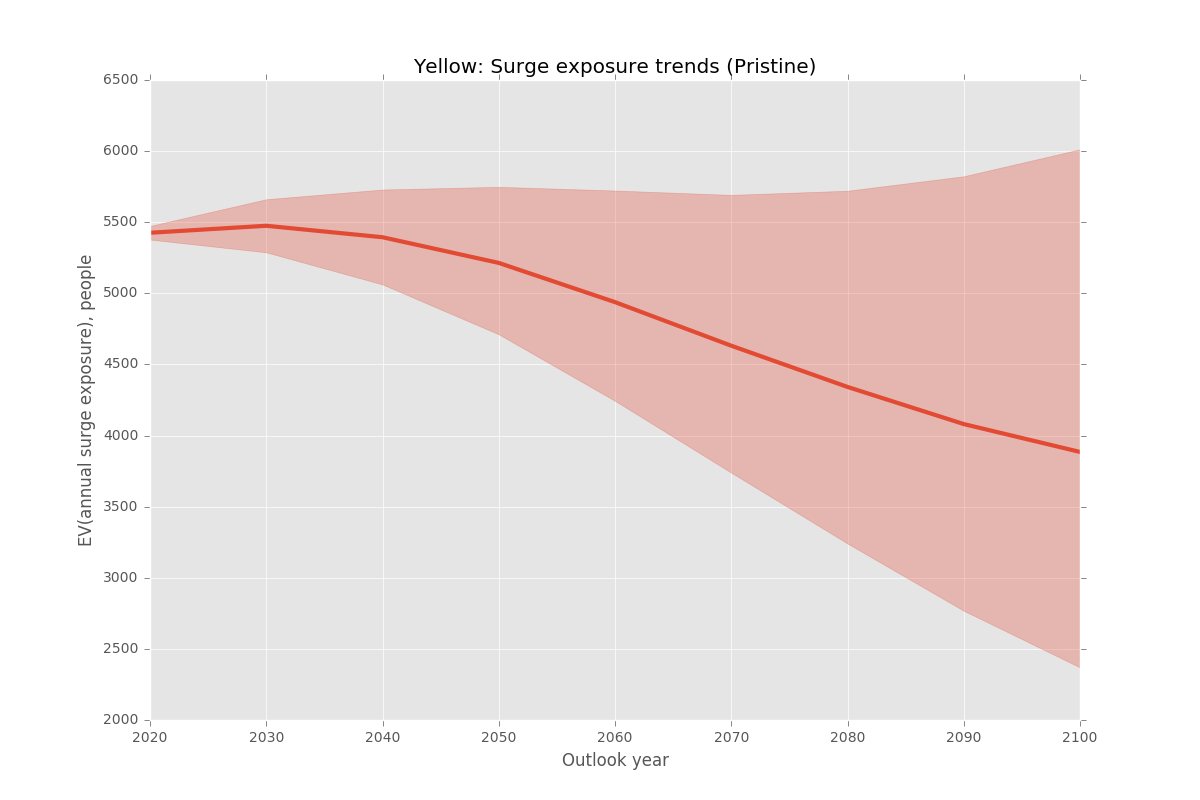 Yellow: Surge exposure trends (Pristine)
6500
6000
5500
5000
4500
4000
3500
3000
2500
2000
EV(annual surge exposure), people
2020 2030 2040 2050 2060 2070 2080 2090 2100
Outlook year